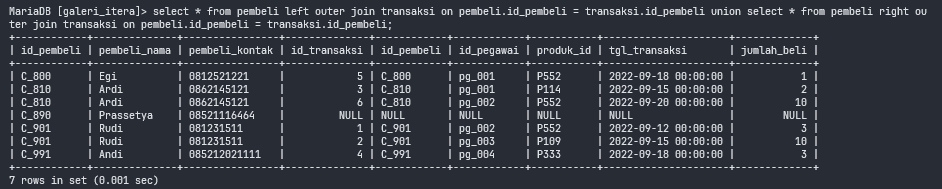 MariaDB [galeri_itera]> select * from pembeli left outer join transaksi on pembeli.id_pembeli = transaksi.id_pembeli union select * from pembeli right ou
ter join transaksi on pembeli.id_pembeli = transaksi.id_pembeli;
+------------+--------------+----------------+--------------+------------+------------+-----------+---------------------+-------------+
| id_pembeli | pembeli_nama | pembeli_kontak | id_transaksi | id_pembeli | id_pegawai | produk_id | tgl_transaksi       | jumlah_beli |
+------------+--------------+----------------+--------------+------------+------------+-----------+---------------------+-------------+
| C_800      | Egi          | 0812521221     |            5 | C_800      | pg_001     | P552      | 2022-09-18 00:00:00 |           1 |
| C_810      | Ardi         | 0862145121     |            3 | C_810      | pg_001     | P114      | 2022-09-15 00:00:00 |           2 |
| C_810      | Ardi         | 0862145121     |            6 | C_810      | pg_002     | P552      | 2022-09-20 00:00:00 |          10 |
| C_890      | Prassetya    | 08521116464    |         NULL | NULL       | NULL       | NULL      | NULL                |        NULL |
| C_901      | Rudi         | 081231511      |            1 | C_901      | pg_002     | P552      | 2022-09-12 00:00:00 |           3 |
| C_901      | Rudi         | 081231511      |            2 | C_901      | pg_003     | P109      | 2022-09-15 00:00:00 |          10 |
| C_991      | Andi         | 085212021111   |            4 | C_991      | pg_004     | P333      | 2022-09-18 00:00:00 |           3 |
+------------+--------------+----------------+--------------+------------+------------+-----------+---------------------+-------------+
7 rows in set (0.001 sec)